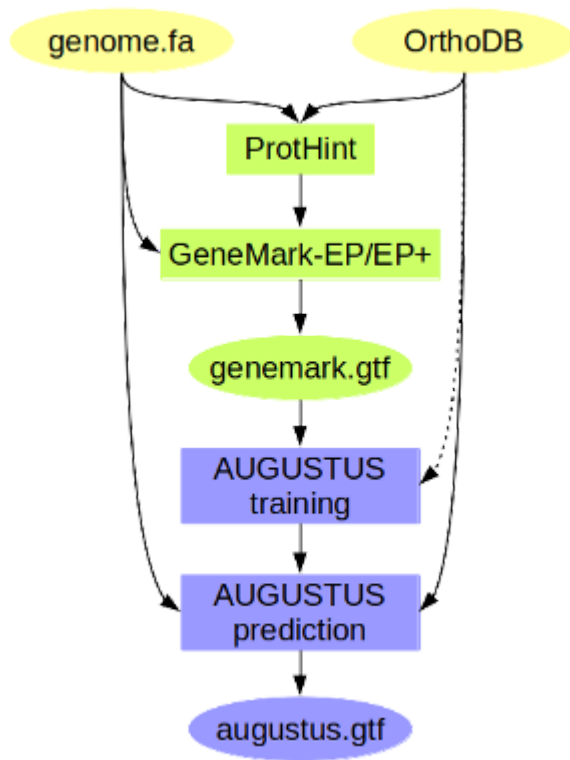 genome.fa
OrthoDB
ProtHint
GeneMark-EP/EP+
genemark.gtf
AUGUSTUS
training
AUGUSTUS
prediction
augustus.gtf